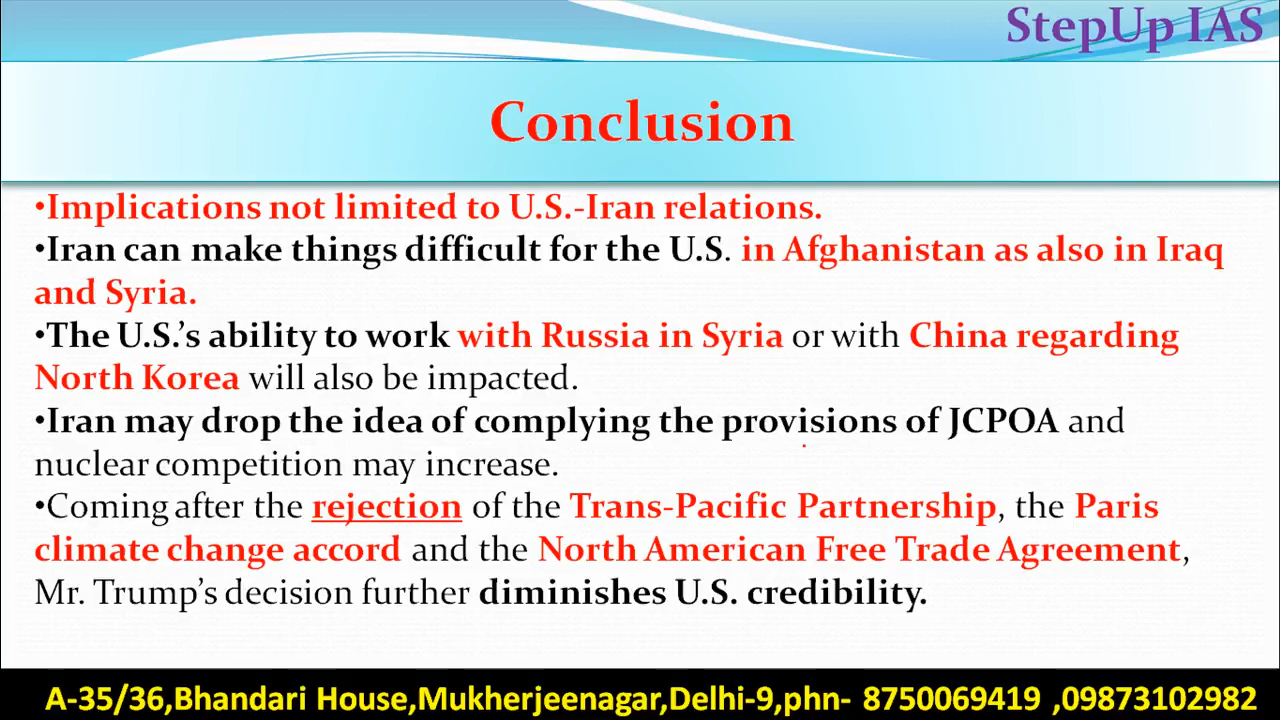 StepUp IAS
Conclusion
•Implications not limited to U.S.-Iran relations.
•Iran can make things difficult for the U.S. in Afghanistan as also in Iraq
and Syria.
•The U.S.’s ability to work with Russia in Syria or with China regarding
North Korea will also be impacted.
•Iran may drop the idea of complying the provisions of JCPOA and
nuclear competition may increase.
•Coming after the rejection of the Trans-Pacific Partnership, the Paris
climate change accord and the North American Free Trade Agreement,
Mr. Trump’s decision further diminishes U.S. credibility.
A-35/36,Bhandari House,Mukherjeenagar,Delhi-9,phn- 8750069419 ,09873102982